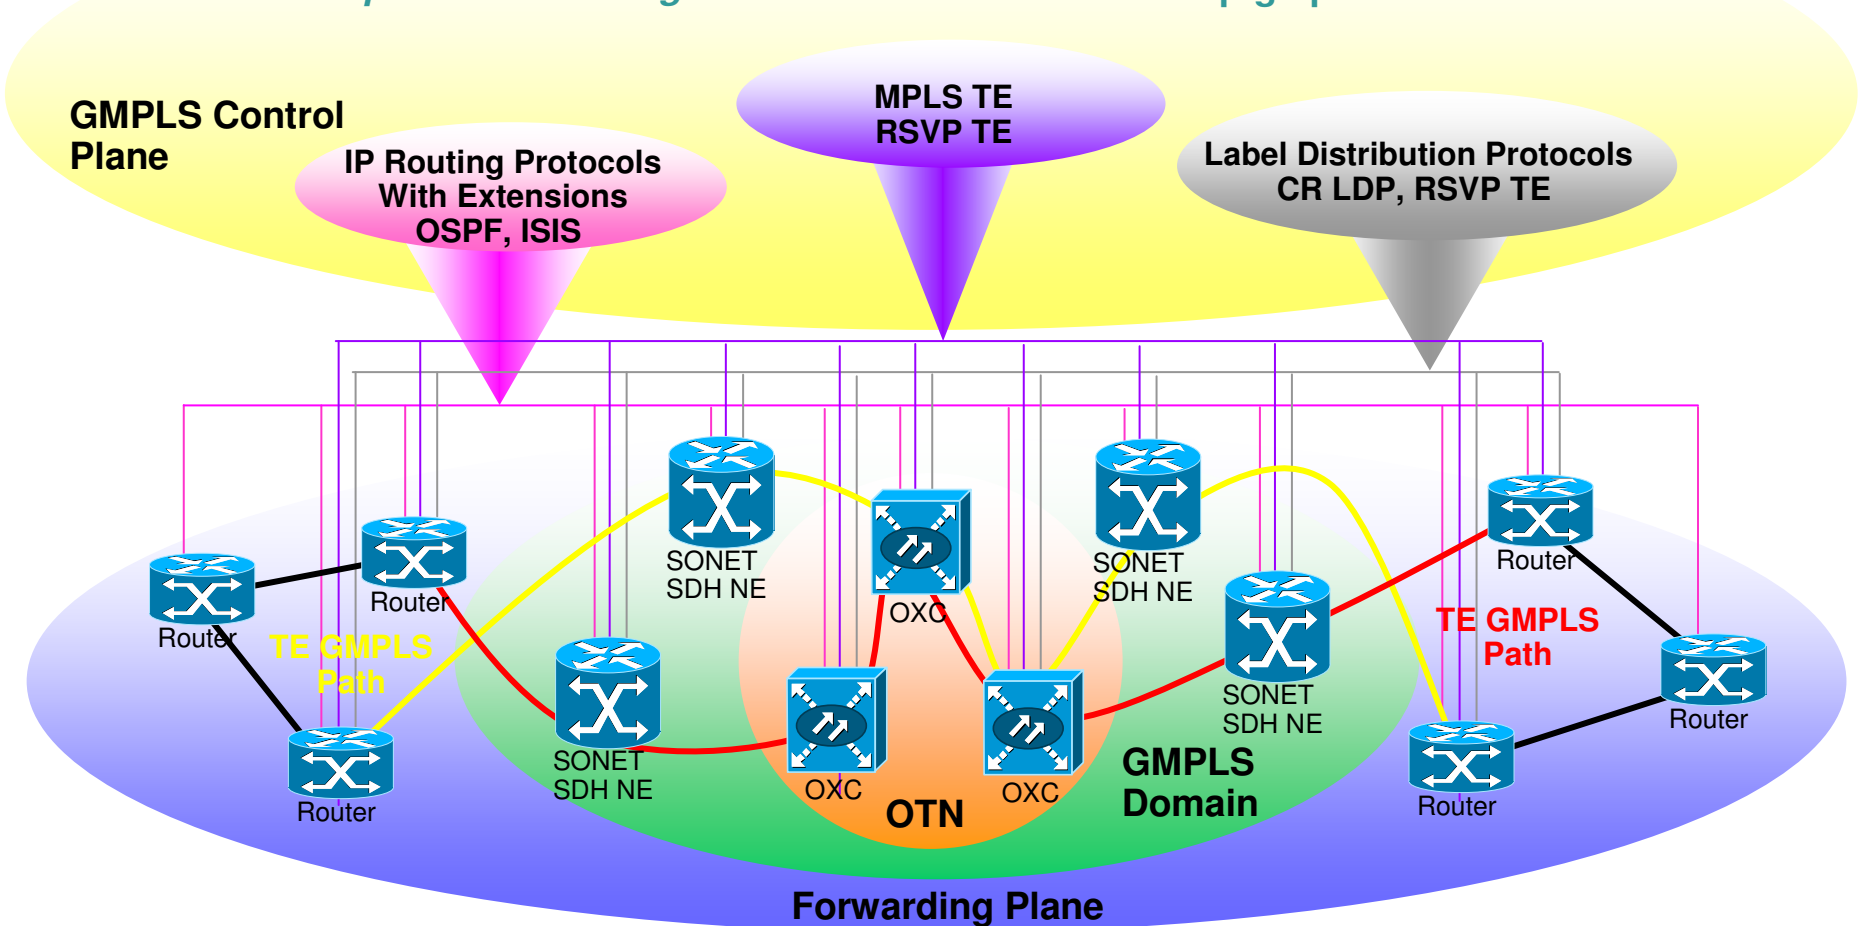 GMPLS Control
Plane
MPLS TE
RSVP TE
IP Routing Protocols
With Extensions
OSPF, ISIS
Label Distribution Protocols
CR LDP, RSVP TE
SONET
SDH NE
SONET
SDH NE
Router
Router
Router
OXC
Router
TE GMPLS
Path
TE GMPLS
Path
SONET
SDH NE
SONET
SDH NE
Router
OXC
OXC
Router
Router
OTN
GMPLS
Domain
Forwarding Plane